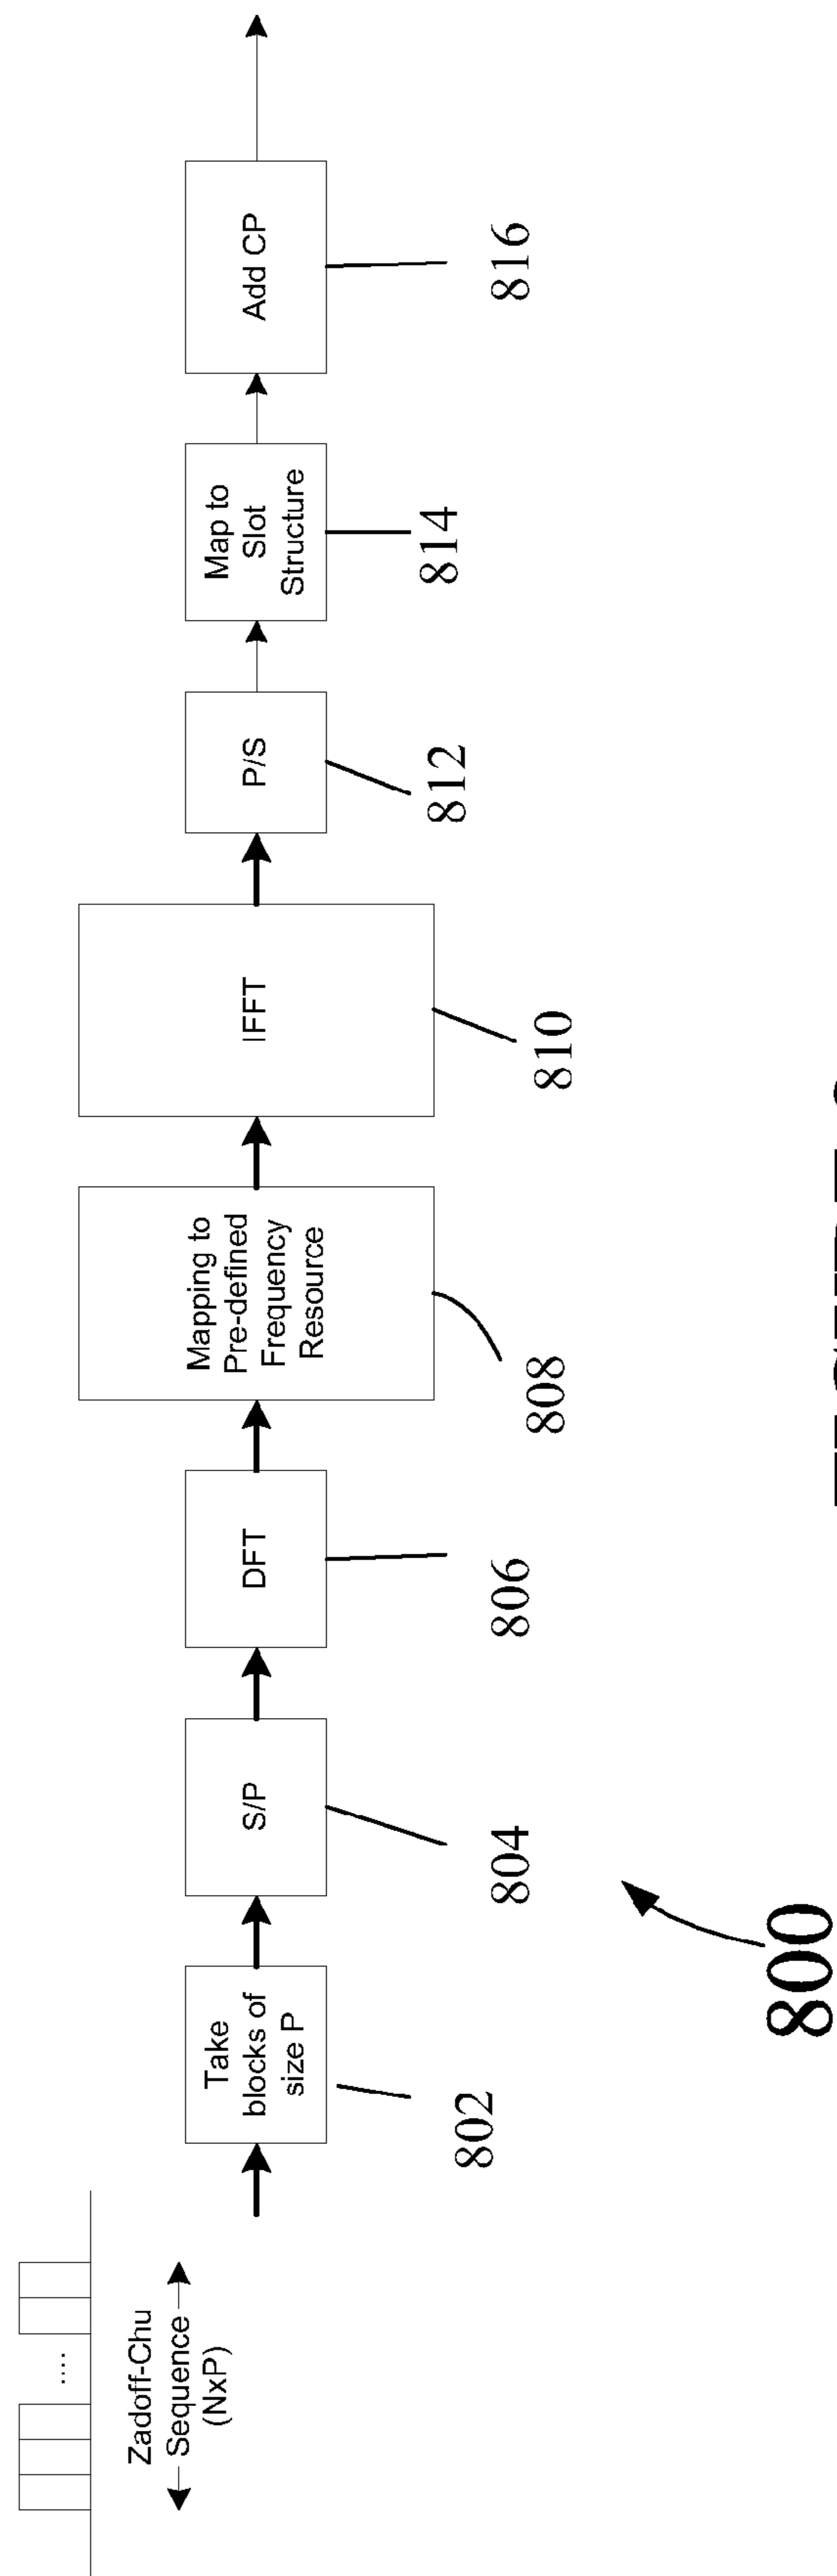 Zadoff-Chu
Sequence
(NxP)
....
Take
blocks of
size P
802
S/P
804
DFT
806
Mapping to
Pre-defined
Frequency
Resource
808
IFFT
810
P/S
812
Map to
Slot
Structure
814
Add CP
816
800